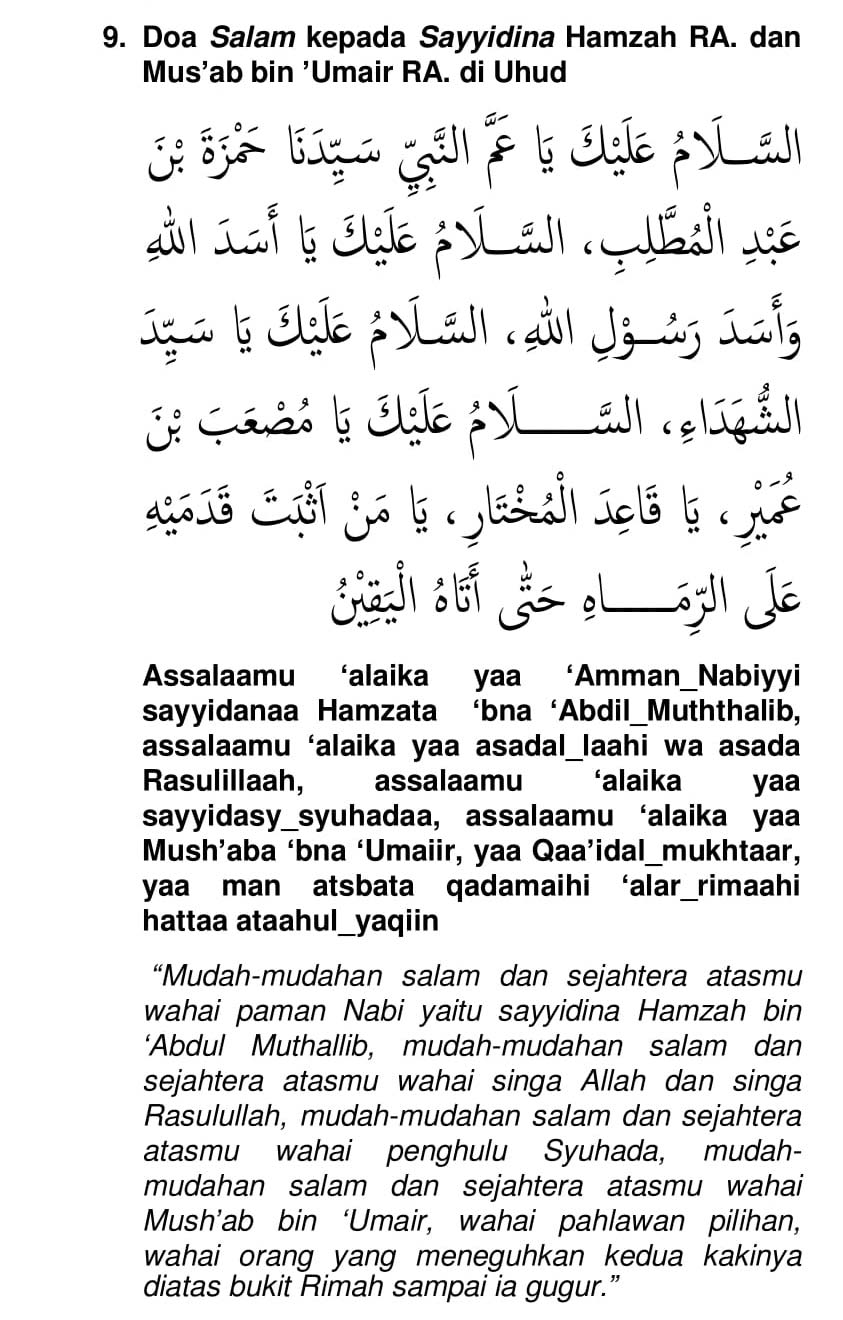 9. Doa Salam kepada Sayyidina Hamzah RA. dan
Mus’ab bin ’Umair RA. di Uhud
السَّـلَامُ عَلَيْكَ يَا عَمَّ النَّبِيِّ سَيِّدَنَا حَمْزَةَ بْنَ
عَبْدِ الْمُطَّلِبِ، السَّـلَامُ عَلَيْكَ يَا أَسَدَ اللهِ
وَأَسَدَ رَسُـوْلِ اللهِ، السَّـلَامُ عَلَيْكَ يَا سَيِّدَ
الشُّهَدَاءِ، السَّـــلَامُ عَلَيْكَ يَا مُصْعَبَ بْنَ
عُمَيْرِ، يَا قَاعِدَ الْمُخْتَارِ، يَا مَنْ آثْبَتَ قَدَمَيْهِ
عَلَى الرِّمَـــاهِ حَتَّى أَتَاهُ الْيَقِيْنُ
Assalaamu ‘alaika yaa ‘Amman_Nabiyyi
sayyidanaa Hamzata ‘bna ‘Abdil_Muththalib,
assalaamu ‘alaika yaa asadal_laahi wa asada
Rasulillaah, assalaamu ‘alaika yaa
sayyidasy_syuhadaa, assalaamu ‘alaika yaa
Mush’aba ‘bna ‘Umaiir, yaa Qaa’idal_mukhtaar,
yaa man atsbata qadamaihi ‘alar_rimaahi
hattaa ataahul_yaqiin
“Mudah-mudahan salam dan sejahtera atasmu
wahai paman Nabi yaitu sayyidina Hamzah bin
‘Abdul Muthallib, mudah-mudahan salam dan
sejahtera atasmu wahai singa Allah dan singa
Rasulullah, mudah-mudahan salam dan sejahtera
atasmu wahai penghulu Syuhada, mudah-
mudahan salam dan sejahtera atasmu wahai
Mush’ab bin ‘Umair, wahai pahlawan pilihan,
wahai orang yang meneguhkan kedua kakinya
diatas bukit Rimah sampai ia gugur.”